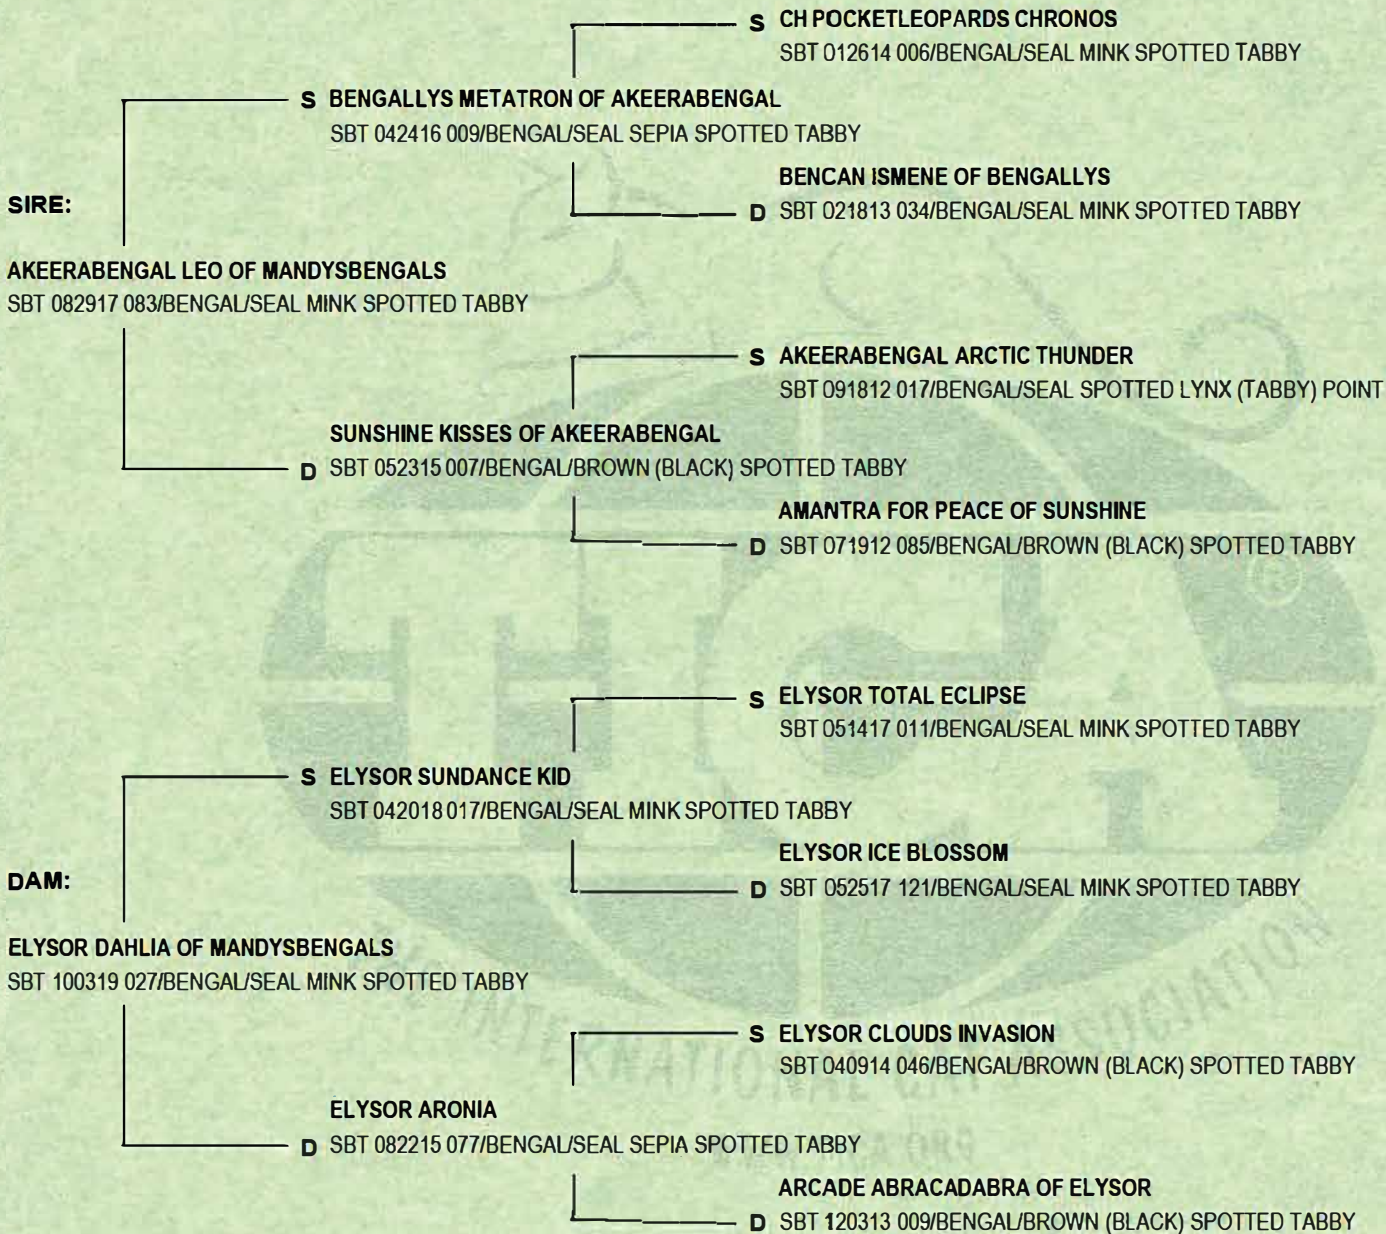 S CH POCKETLEOPARDS CHRONOS
SBT 012614 006/BENGAL/SEAL MINK SPOTTED TABBY
S BENGALLYS METATRON OF AKEERABENGAL
SBT 042416 009/BENGAL/SEAL SEPIA SPOTTED TABBY
BENCAN ISMENE OF BENGALLYS
D SBT 021813 034/BENGAL/SEAL MINK SPOTTED TABBY
SIRE:
AKEERABENGAL LEO OF MANDYSBENGALS
SBT 082917 083/BENGAL/SEAL MINK SPOTTED TABBY
S AKEERABENGAL ARCTIC THUNDER
SBT 091812 017/BENGAL/SEAL SPOTTED LYNX (TABBY) POINT
SUNSHINE KISSES OF AKEERABENGAL
D SBT 052315 007/BENGAL/BROWN (BLACK) SPOTTED TABBY
AMANTRA FOR PEACE OF SUNSHINE
D SBT 071912 085/BENGAL/BROWN (BLACK) SPOTTED TABBY
TICA ®
S ELYSOR TOTAL ECLIPSE
SBT 051417 011/BENGAL/SEAL MINK SPOTTED TABBY
S ELYSOR SUNDANCE KID
SBT 042018 017/BENGAL/SEAL MINK SPOTTED TABBY
ELYSOR ICE BLOSSOM
D SBT 052517 121/BENGAL/SEAL MINK SPOTTED TABBY
DAM:
ELYSOR DAHLIA OF MANDYSBENGALS
SBT 100319 027/BENGAL/SEAL MINK SPOTTED TABBY
INTERNATIONAL CAT ASSOCIATION
S ELYSOR CLOUDS INVASION
SBT 040914 046/BENGAL/BROWN (BLACK) SPOTTED TABBY
ELYSOR ARONIA
D SBT 082215 077/BENGAL/SEAL SEPIA SPOTTED TABBY
ARCADE ABRACADABRA OF ELYSOR
D SBT 120313 009/BENGAL/BROWN (BLACK) SPOTTED TABBY